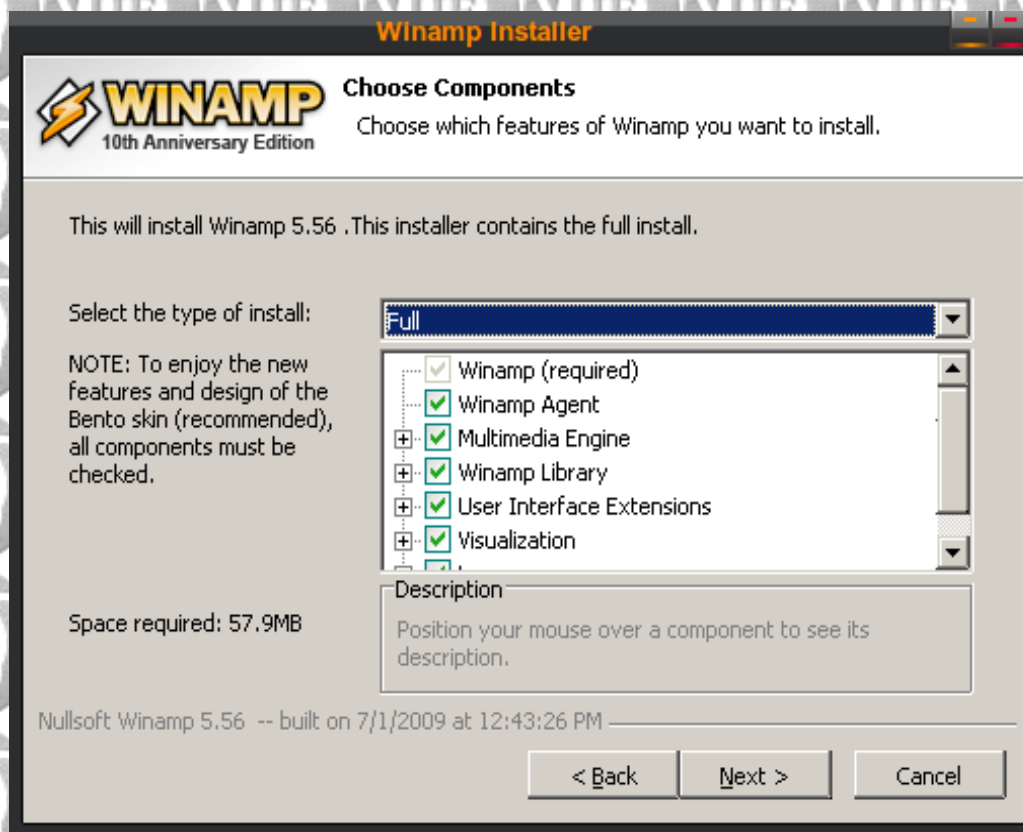 Winamp Installer
WINAMP
10th Anniversary Edition
Choose Components
Choose which features of Winamp you want to install.
This will install Winamp 5.56 .This installer contains the full install.
Select the type of install:
Full
NOTE: To enjoy the new
features and design of the
Bento skin (recommended),
all components must be
checked.
Winamp (required)
Winamp Agent
Multimedia Engine
Winamp Library
User Interface Extensions
Visualization
Space required: 57.9MB
Description
Position your mouse over a component to see its
description.
Nullsoft Winamp 5.56 -- built on 7/1/2009 at 12:43:26 PM
< Back
Next >
Cancel